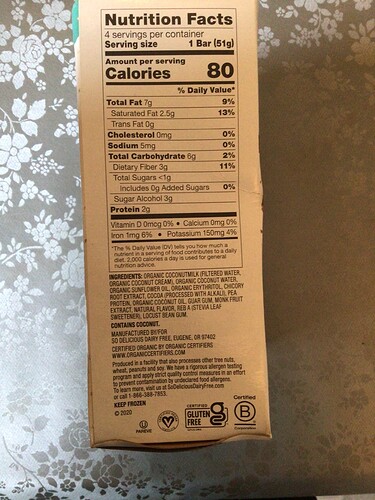 Nutrition Facts
4 servings per container
Serving size 1 Bar (51g)
Amount per serving
Calories 80
% Daily Value*
Total Fat 7g 9%
Saturated Fat 2.5g 13%
Trans Fat 0g
Cholesterol 0mg 0%
Sodium 5mg 0%
Total Carbohydrate 6g 2%
Dietary Fiber 3g 11%
Total Sugars <1g
Includes 0g Added Sugars 0%
Sugar Alcohol 3g
Protein 2g
Vitamin D 0mcg 0% • Calcium 0mg 0%
Iron 1mg 6% • Potassium 150mg 4%
*The % Daily Value (DV) tells you how much a
nutrient in a serving of food contributes to a daily
diet. 2,000 calories a day is used for general
nutrition advice.
INGREDIENTS: ORGANIC COCONUTMILK (FILTERED WATER,
ORGANIC COCONUT CREAM), ORGANIC COCONUT WATER,
ORGANIC SUNFLOWER OIL, ORGANIC ERYTHRITOL, CHICORY
ROOT EXTRACT, COCOA (PROCESSED WITH ALKALI), PEA
PROTEIN, ORGANIC COCONUT OIL, GUAR GUM, MONK FRUIT
EXTRACT, NATURAL FLAVOR, REB A (STEVIA LEAF
SWEETENER), LOCUST BEAN GUM.
CONTAINS COCONUT.
MANUFACTURED BY/FOR
SO DELICIOUS DAIRY FREE, EUGENE, OR 97402
CERTIFIED ORGANIC BY ORGANIC CERTIFIERS
WWW.ORGANICCERTIFIERS.COM
Produced in a facility that also processes other tree nuts,
wheat, peanuts and soy. We have a rigorous allergen testing
program and apply strict quality control measures in an effort
to prevent contamination by undeclared food allergens.
To learn more, visit us at SoDeliciousDairyFree.com
or call 1-866-388-7853.
KEEP FROZEN
© 2020
U
PAREVE
CERTIFIED
GLUTEN
FREE
Certified
B
Corporation